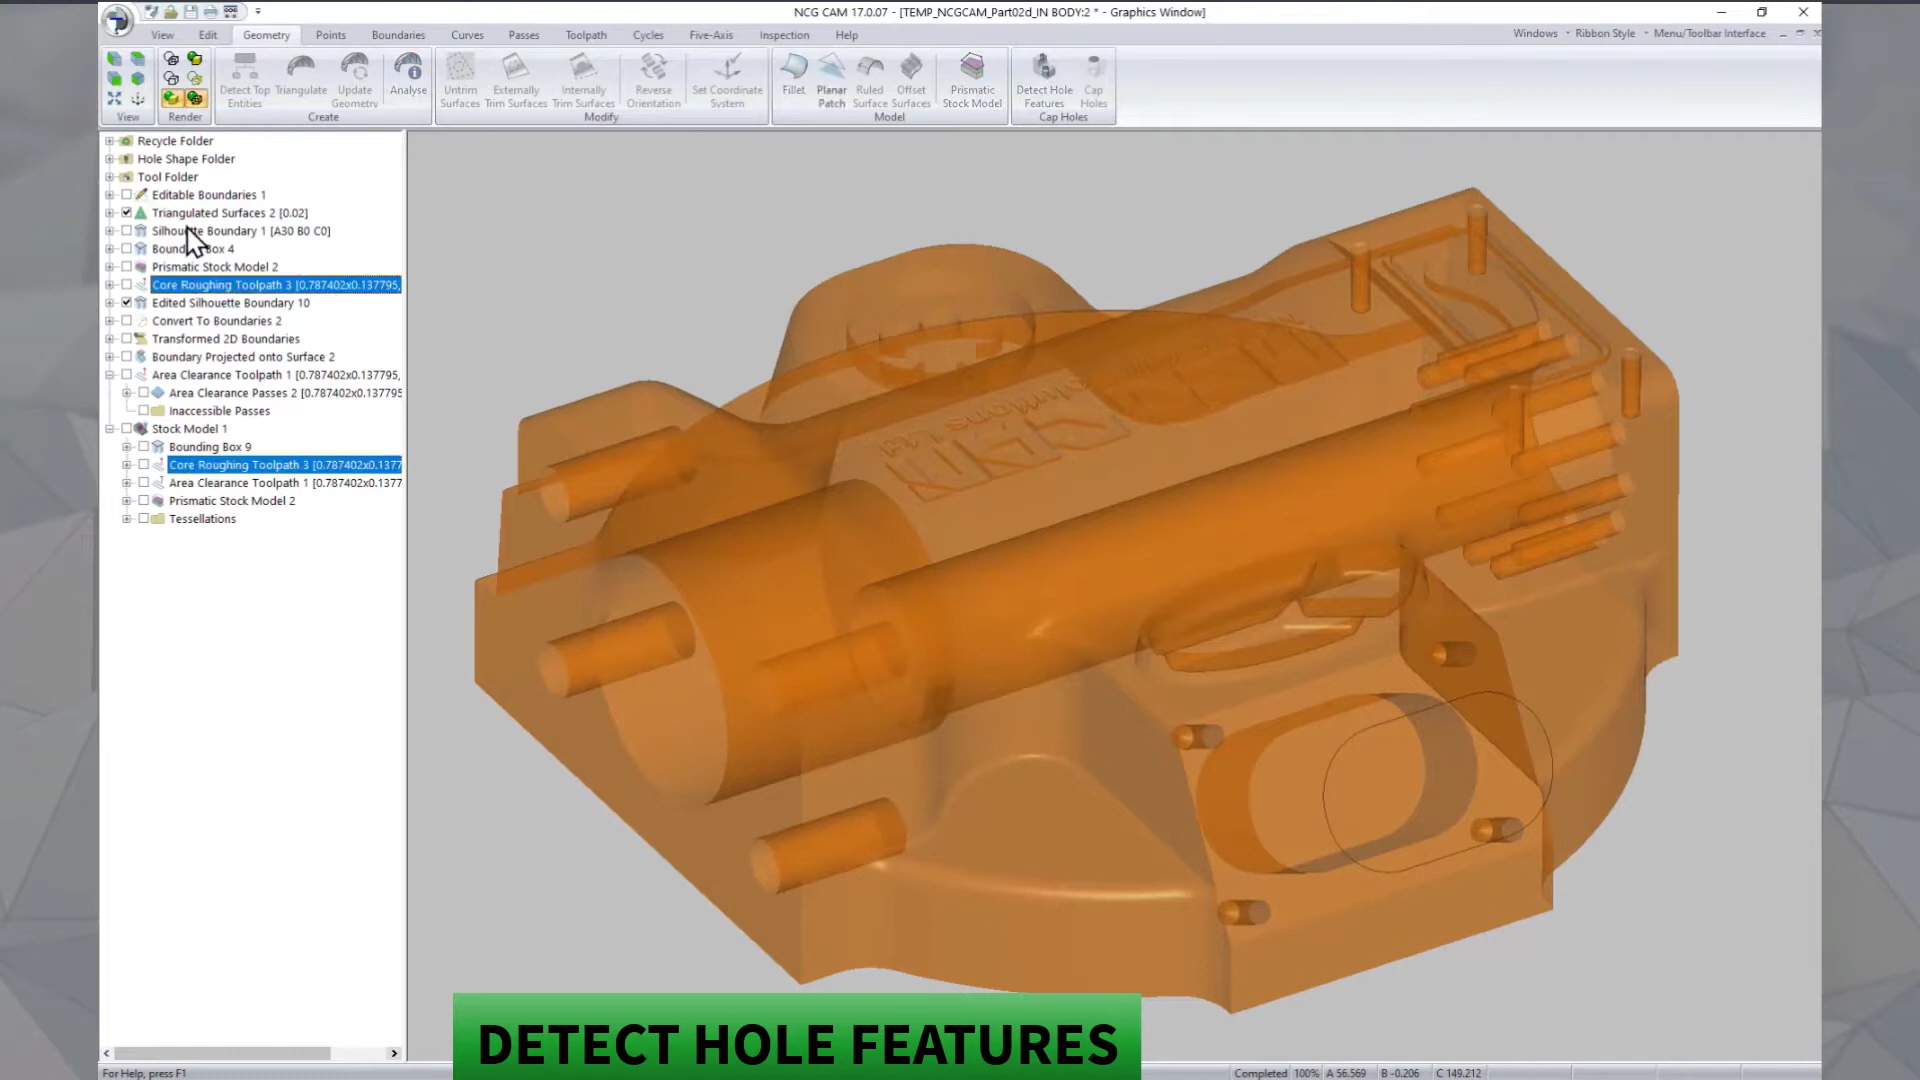 NCG CAM 17.0.07 - [TEMP_NCGCAM_Part02d_IN BODY:2 * - Graphics Window]
View Edit Geometry Points Boundaries Curves Passes Toolpath Cycles Five-Axis Inspection Help
Windows Ribbon Style Menu/Toolbar Interface
Detect Top Entities
Triangulate
Update Geometry
Analyse
Untrim Surfaces
Externally Trim Surfaces
Internally Trim Surfaces
Reverse Orientation
Set Coordinate System
Fillet
Planar Patch
Ruled Surface
Offset Surfaces
Prismatic Stock Model
Detect Hole Features
Cap Holes
View Render Create Modify Model Cap Holes
Recycle Folder
Hole Shape Folder
Tool Folder
Editable Boundaries 1
Triangulated Surfaces 2 [0.02]
Silhouette Boundary 1 [A30 B0 C0]
Bounding Box 4
Prismatic Stock Model 2
Core Roughing Toolpath 3 [0.787402x0.137795,
Edited Silhouette Boundary 10
Convert To Boundaries 2
Transformed 2D Boundaries
Boundary Projected onto Surface 2
Area Clearance Toolpath 1 [0.787402x0.137795,
Area Clearance Passes 2 [0.787402x0.137795
Inaccessible Passes
Stock Model 1
Bounding Box 9
Core Roughing Toolpath 3 [0.787402x0.1377
Area Clearance Toolpath 1 [0.787402x0.1377
Prismatic Stock Model 2
Tessellations
DETECT HOLE FEATURES
For Help, press F1
Completed 100% A 56.569 B -0.206 C 149.212